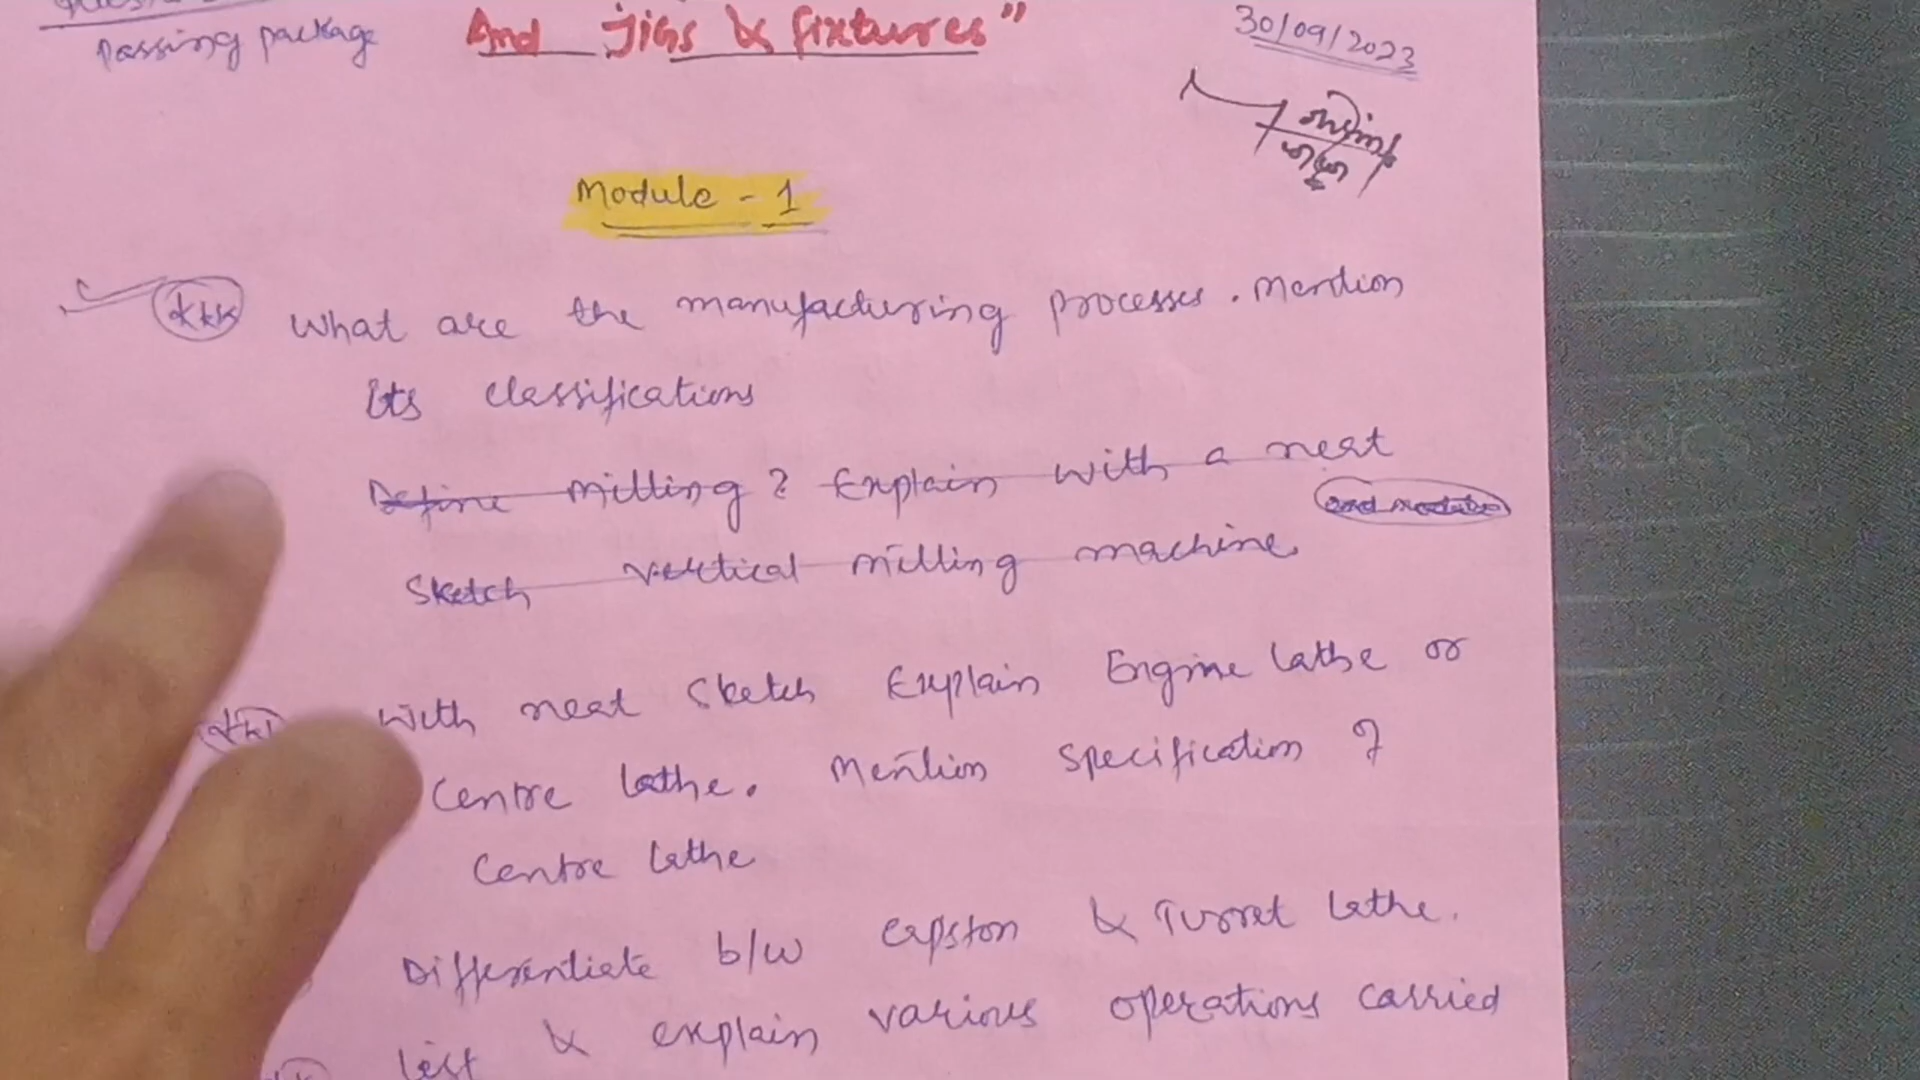 Passing package
And Jigs & fixtures"
30/09/2023
Module - 1
What are the manufacturing processes. Mention
its classifications
Define milling? Explain with a neat
Sketch vertical milling machine
With neat Sketch Explain Engine lathe or
Centre lathe. Mention Specification of
Centre lathe
Differentiate b/w capston & Turret lathe.
List & explain various operations carried